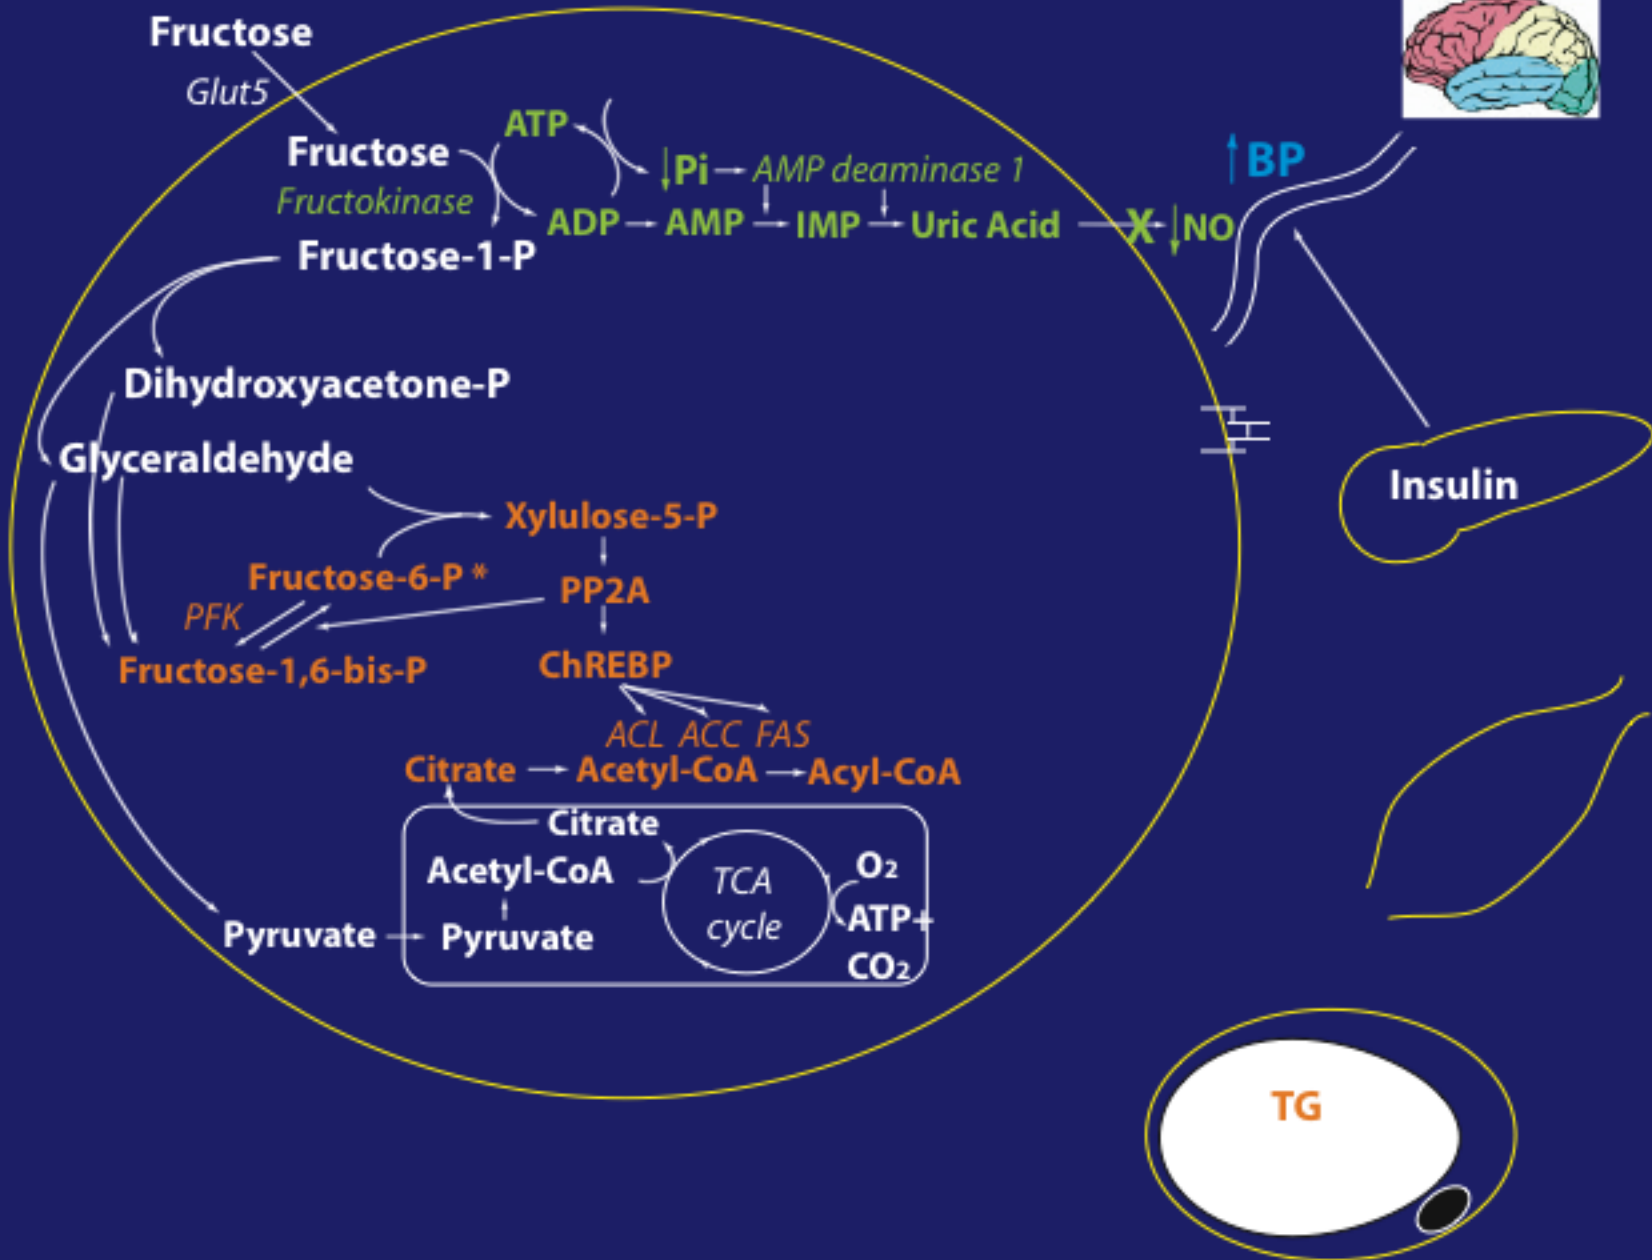 Fructose
Glut5
Fructose
Fructokinase
Fructose-1-P
ATP
↓Pi → AMP deaminase 1
ADP → AMP → IMP → Uric Acid → X ↓NO
↑BP
Dihydroxyacetone-P
Glyceraldehyde
Insulin
Xylulose-5-P
Fructose-6-P *
PP2A
PFK
Fructose-1,6-bis-P
ChREBP
ACL ACC FAS
Citrate → Acetyl-CoA → Acyl-CoA
Citrate
Acetyl-CoA
TCA
cycle
O₂
ATP+
CO₂
Pyruvate → Pyruvate
TG